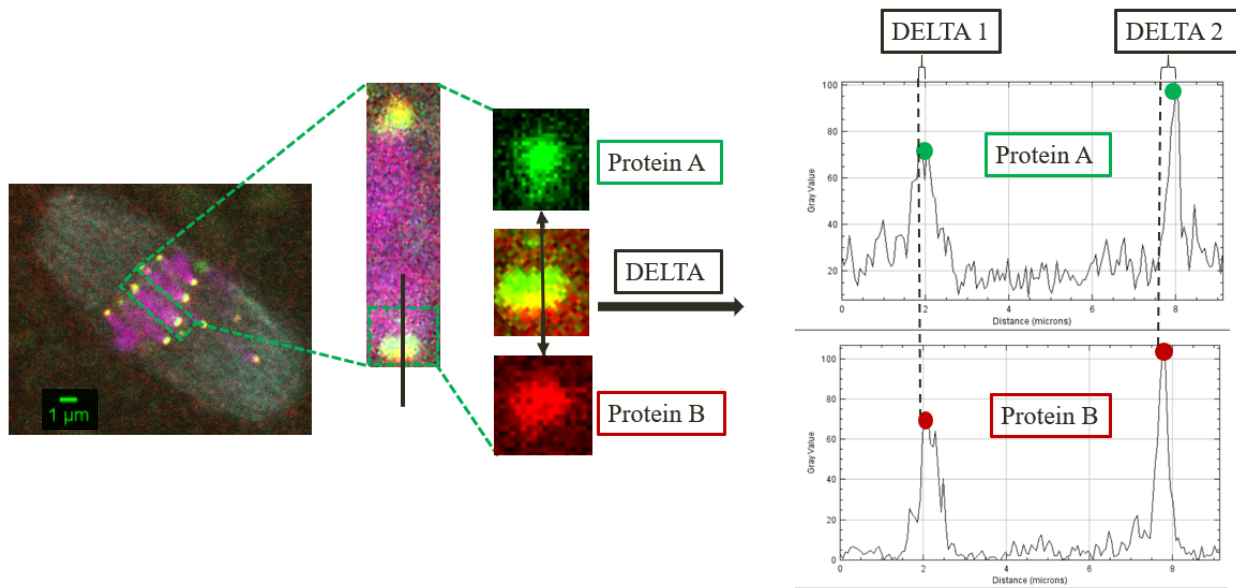 1 μm
Protein A
DELTA
Protein B
DELTA 1
DELTA 2
Protein A
100
80
60
40
20
Gray Value
0
2
4
6
8
Distance (microns)
Protein B
100
80
60
40
20
0
Gray Value
0
2
4
6
8
Distance (microns)